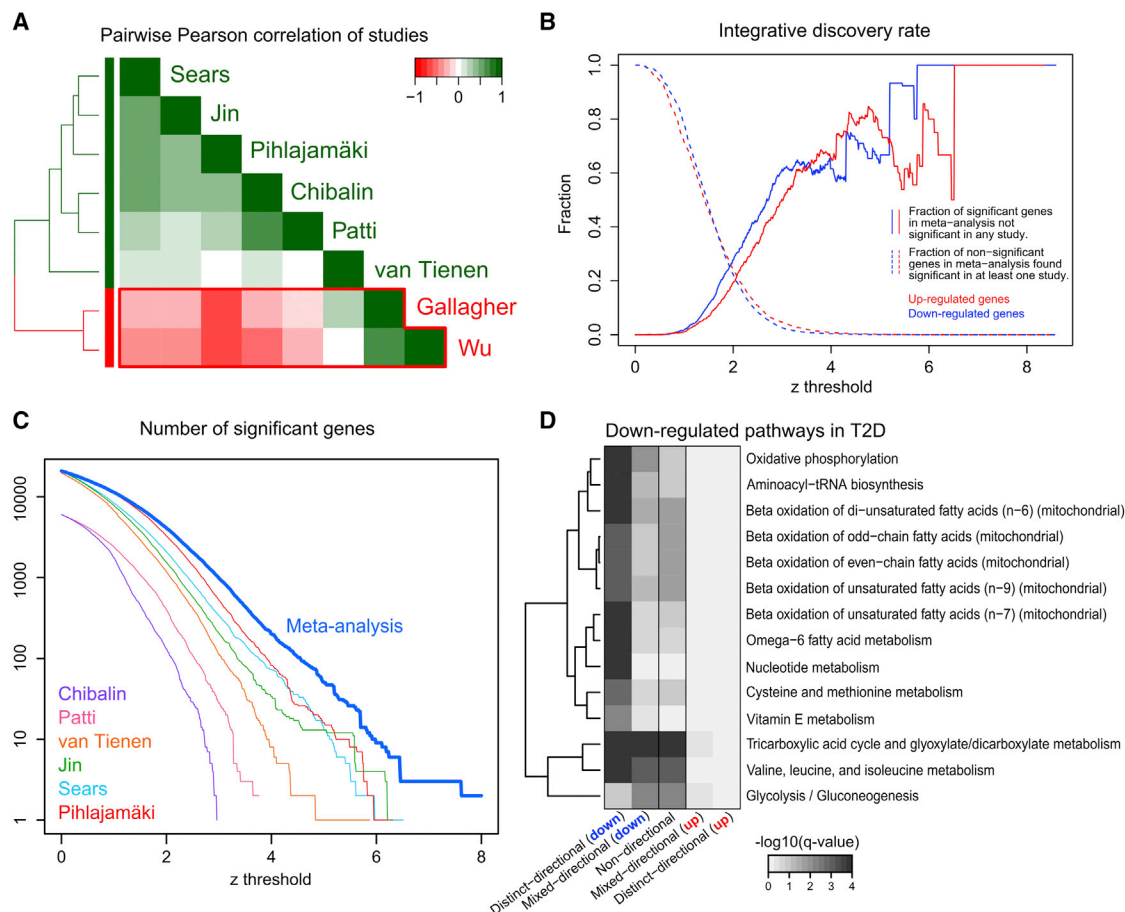 A
Pairwise Pearson correlation of studies
−1 0 1
Sears
Jin
Pihlajamäki
Chibalin
Patti
van Tienen
Gallagher
Wu
B
Integrative discovery rate
Fraction
1.0
0.8
0.6
0.4
0.2
0.0
Fraction of significant genes
in meta-analysis not
significant in any study.
Fraction of non-significant
genes in meta-analysis found
significant in at least one study.
Up-regulated genes
Down-regulated genes
0 2 4 6 8
z threshold
C
Number of significant genes
10000
1000
100
10
1
Meta-analysis
Chibalin
Patti
van Tienen
Jin
Sears
Pihlajamäki
0 2 4 6 8
z threshold
D
Down-regulated pathways in T2D
Oxidative phosphorylation
Aminoacyl−tRNA biosynthesis
Beta oxidation of di−unsaturated fatty acids (n−6) (mitochondrial)
Beta oxidation of odd−chain fatty acids (mitochondrial)
Beta oxidation of even−chain fatty acids (mitochondrial)
Beta oxidation of unsaturated fatty acids (n−9) (mitochondrial)
Beta oxidation of unsaturated fatty acids (n−7) (mitochondrial)
Omega−6 fatty acid metabolism
Nucleotide metabolism
Cysteine and methionine metabolism
Vitamin E metabolism
Tricarboxylic acid cycle and glyoxylate/dicarboxylate metabolism
Valine, leucine, and isoleucine metabolism
Glycolysis / Gluconeogenesis
Distinct−directional (down)
Mixed−directional (down)
Non−directional
Mixed−directional (up)
Distinct−directional (up)
-log10(q-value)
0 1 2 3 4